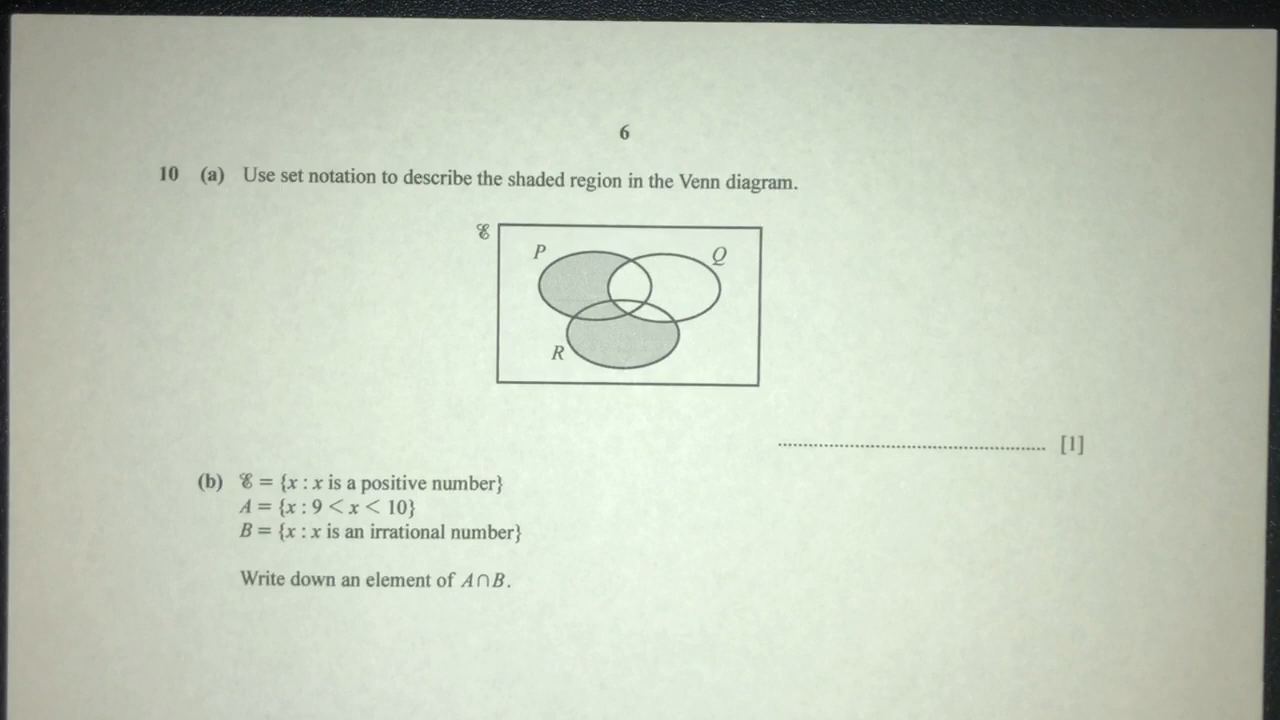 6
10 (a) Use set notation to describe the shaded region in the Venn diagram.
ℰ
P
Q
R
.................................................... [1]
(b) ℰ = {x : x is a positive number}
A = {x : 9 < x < 10}
B = {x : x is an irrational number}
Write down an element of A∩B.